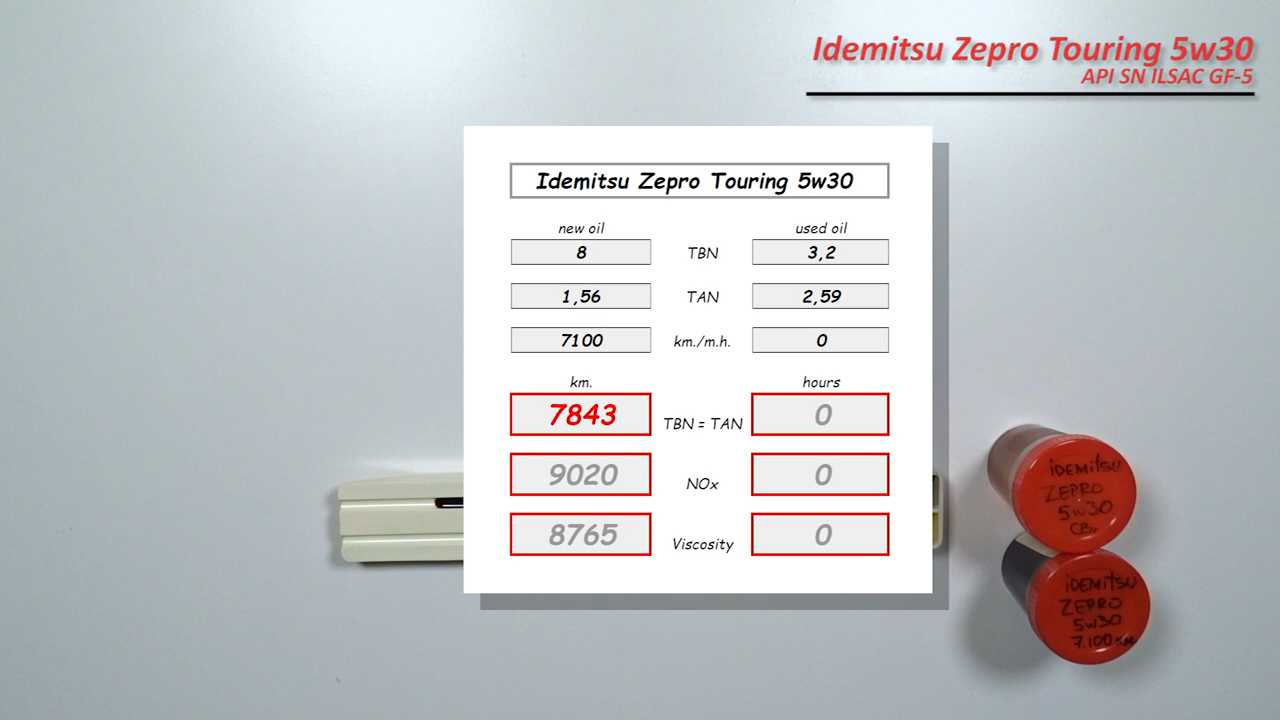 Idemitsu Zepro Touring 5w30
API SN ILSAC GF-5
Idemitsu Zepro Touring 5w30
new oil used oil
8 TBN 3,2
1,56 TAN 2,59
7100 km./m.h. 0
km. hours
7843 TBN = TAN 0
9020 NOx 0
8765 Viscosity 0
iDEMiTSU
ZEPRO
5w30
CB.
iDEMITSU
ZEPRO
5w30
7.100км